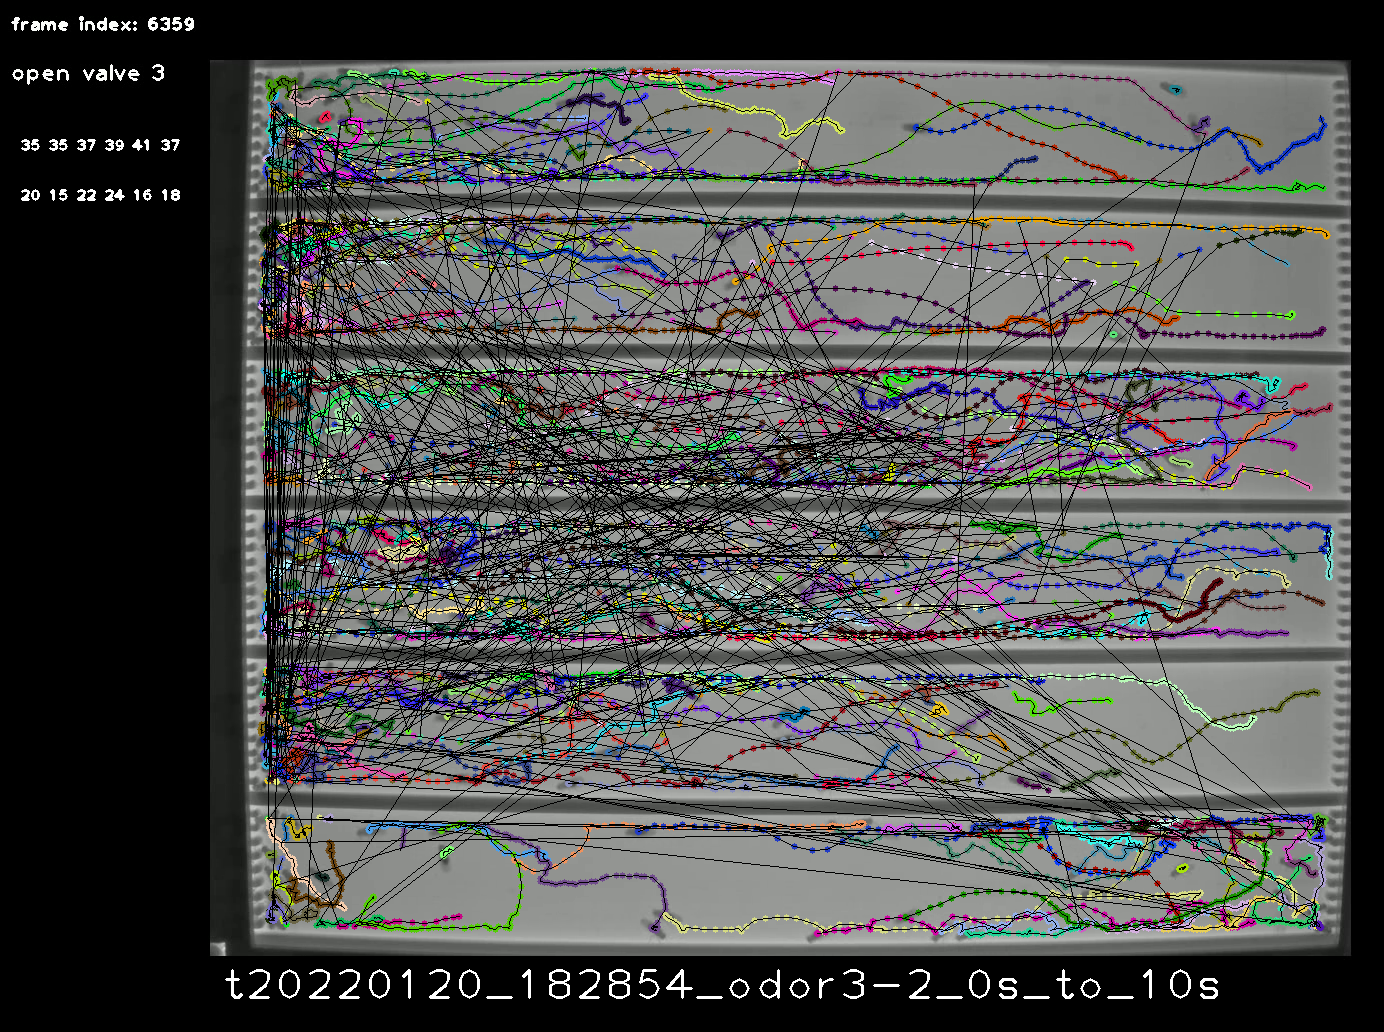 frame index: 6359
open valve 3
35 35 37 39 41 37
20 15 22 24 16 18
t20220120_182854_odor3-2_0s_to_10s